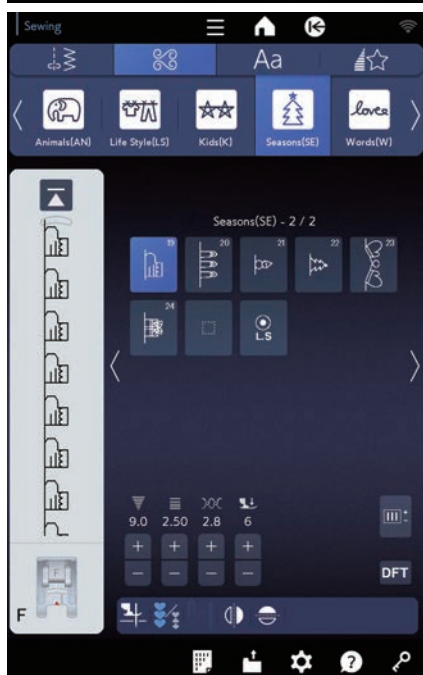 Sewing
Aa
Animals(AN) Life Style(LS) Kids(K) Seasons(SE) Words(W)
love
Seasons(SE) - 2 / 2
19 20 21 22 23
24 L.S
9.0 2.50 2.8 6
+ + + +
- - - -
DFT
F
F
?